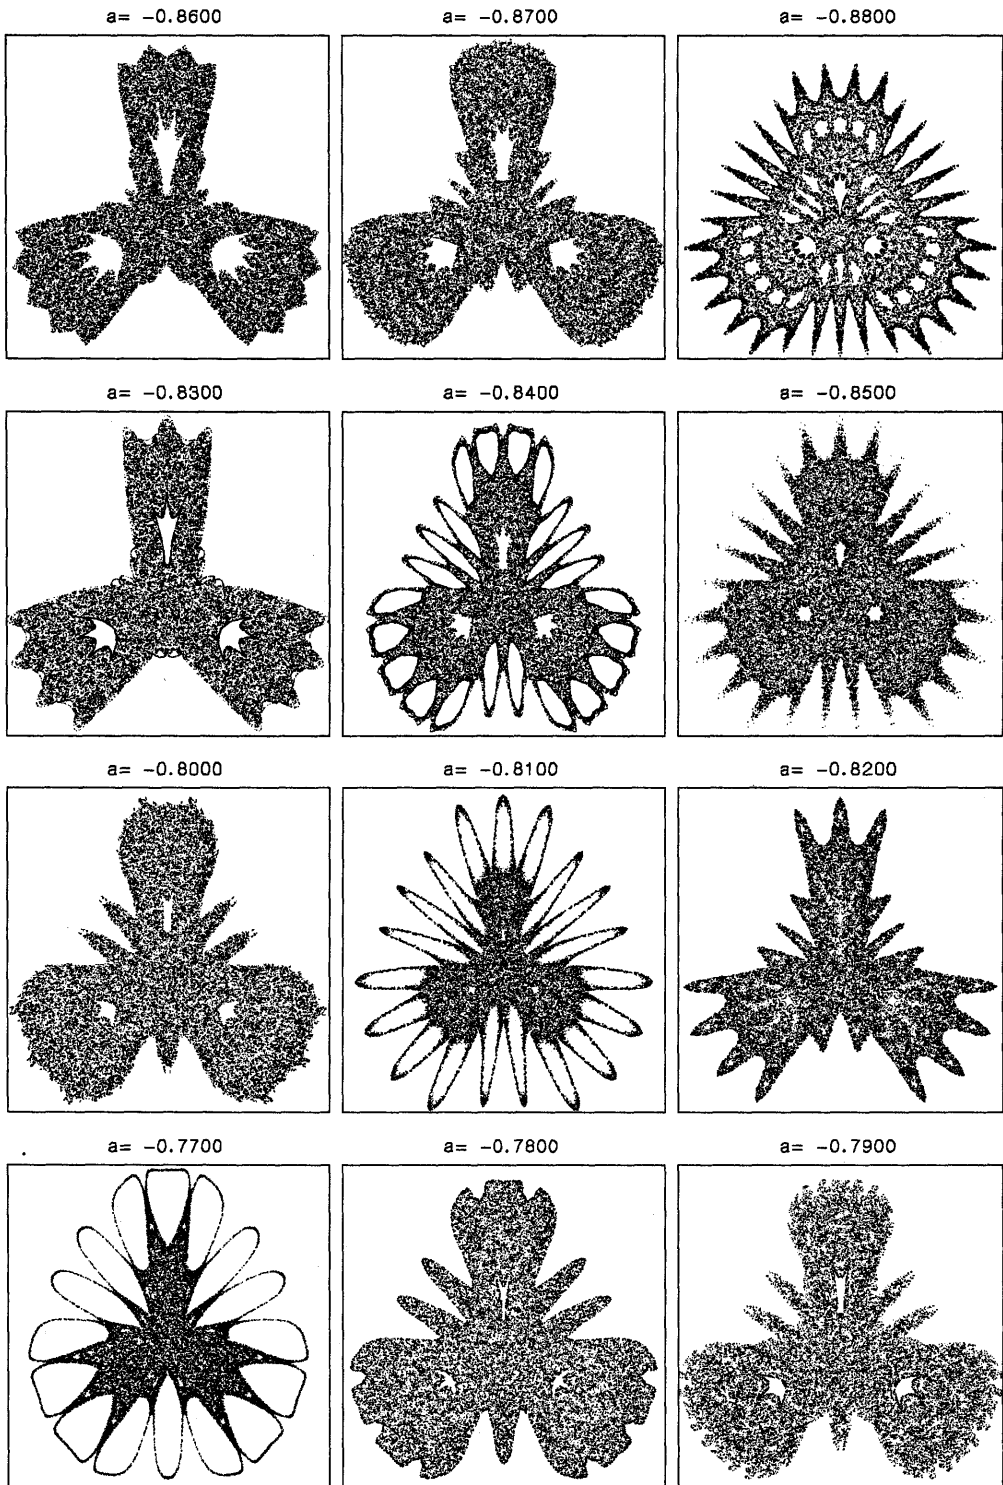 a= -0.8600
a= -0.8700
a= -0.8800
a= -0.8300
a= -0.8400
a= -0.8500
a= -0.8000
a= -0.8100
a= -0.8200
a= -0.7700
a= -0.7800
a= -0.7900